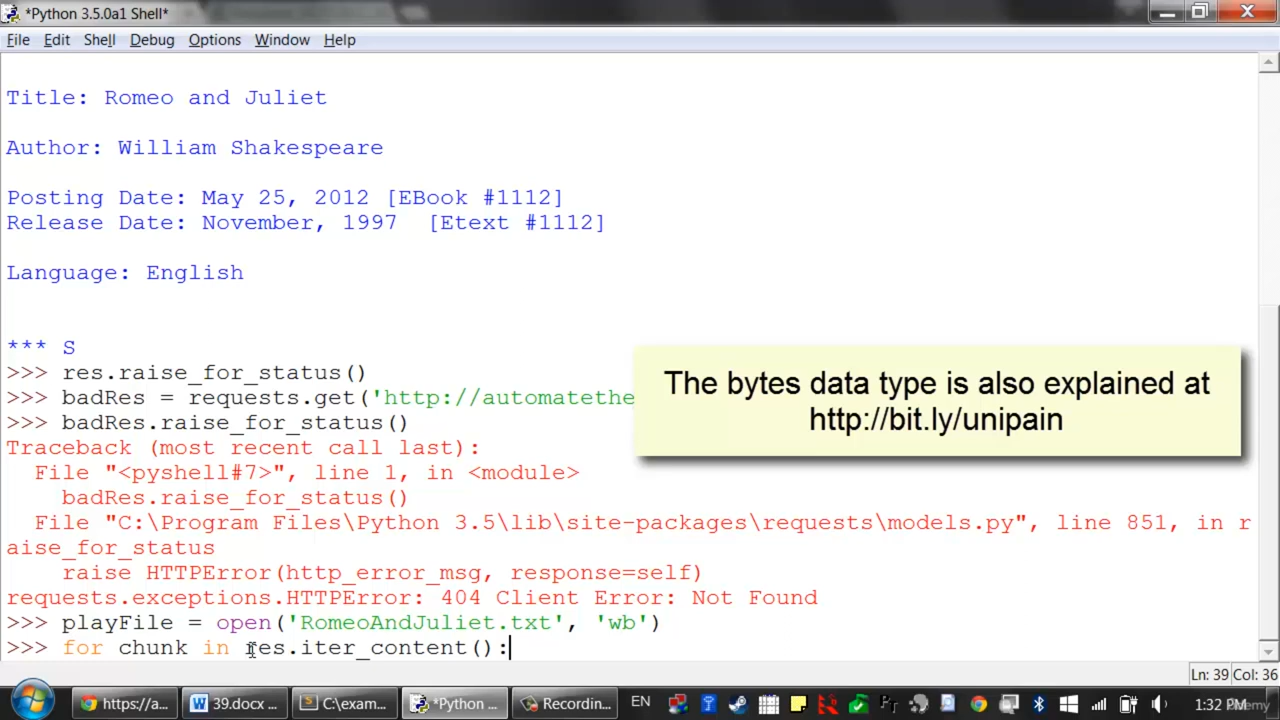 *Python 3.5.0a1 Shell*
File Edit Shell Debug Options Window Help
Title: Romeo and Juliet
Author: William Shakespeare
Posting Date: May 25, 2012 [EBook #1112]
Release Date: November, 1997  [Etext #1112]
Language: English
*** S
>>> res.raise_for_status()
>>> badRes = requests.get('http://automatethe
>>> badRes.raise_for_status()
Traceback (most recent call last):
  File "<pyshell#7>", line 1, in <module>
    badRes.raise_for_status()
  File "C:\Program Files\Python 3.5\lib\site-packages\requests\models.py", line 851, in r
aise_for_status
    raise HTTPError(http_error_msg, response=self)
requests.exceptions.HTTPError: 404 Client Error: Not Found
>>> playFile = open('RomeoAndJuliet.txt', 'wb')
>>> for chunk in res.iter_content():
The bytes data type is also explained at
http://bit.ly/unipain
Ln: 39 Col: 36
https://a... 39.docx ... C:\exam... *Python ... Recordin... EN 1:32 PM